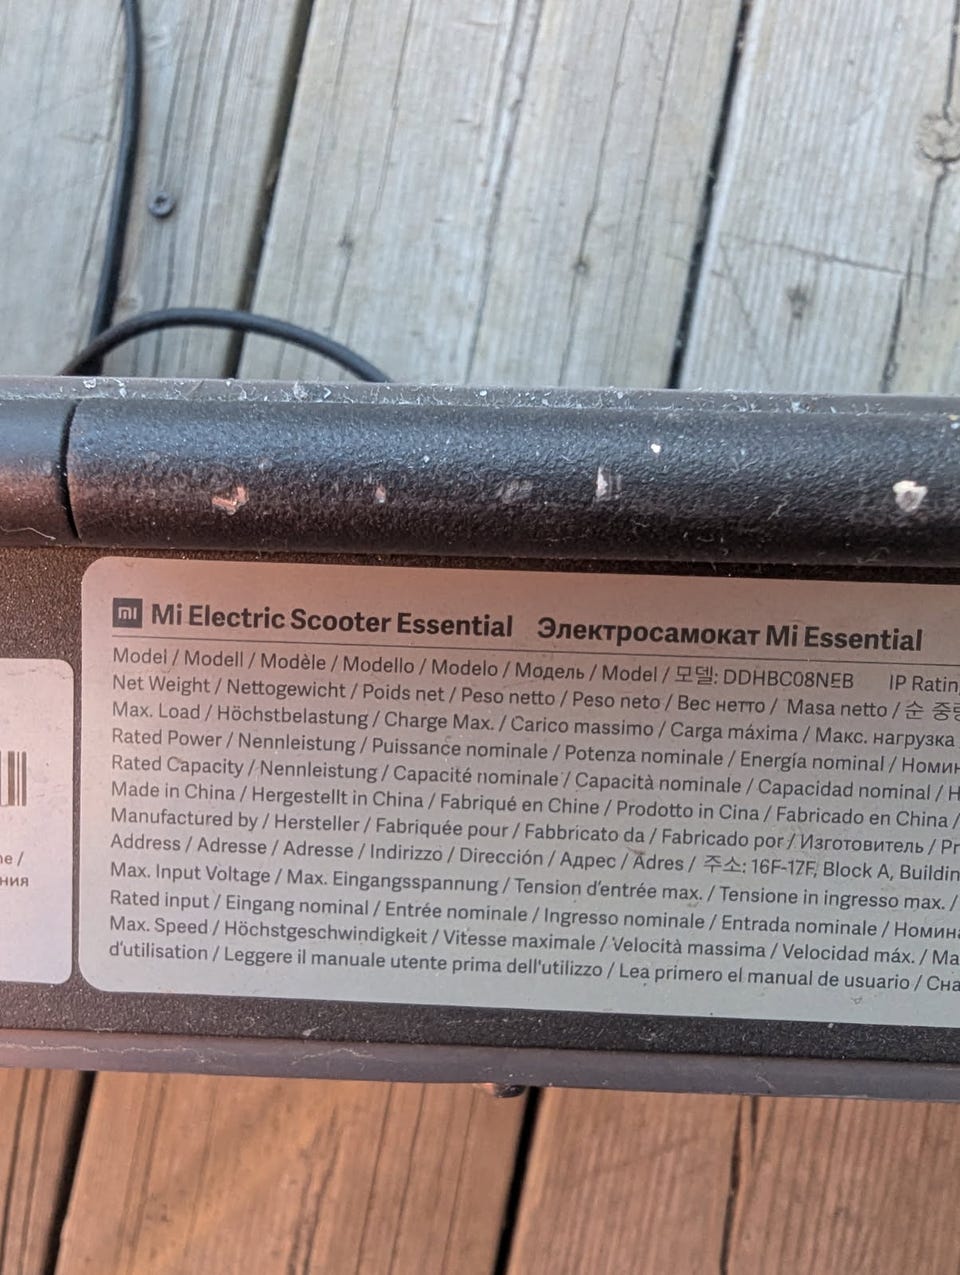 mi Mi Electric Scooter Essential Электросамокат Mi Essential
Model / Modell / Modèle / Modello / Modelo / Модель / Model / 모델: DDHBC08NEB IP Ratin
Net Weight / Nettogewicht / Poids net / Peso netto / Peso neto / Вес нетто / Masa netto / 순 중량
Max. Load / Höchstbelastung / Charge Max. / Carico massimo / Carga máxima / Макс. нагрузка
Rated Power / Nennleistung / Puissance nominale / Potenza nominale / Energía nominal / Номин
Rated Capacity / Nennleistung / Capacité nominale / Capacità nominale / Capacidad nominal / Н
Made in China / Hergestellt in China / Fabriqué en Chine / Prodotto in Cina / Fabricado en China /
Manufactured by / Hersteller / Fabriquée pour / Fabbricato da / Fabricado por / Изготовитель / Pr
Address / Adresse / Adresse / Indirizzo / Dirección / Адрес / Adres / 주소: 16F-17F, Block A, Buildin
Max. Input Voltage / Max. Eingangsspannung / Tension d'entrée max. / Tensione in ingresso max. /
Rated input / Eingang nominal / Entrée nominale / Ingresso nominale / Entrada nominale / Номина
Max. Speed / Höchstgeschwindigkeit / Vitesse maximale / Velocità massima / Velocidad máx. / Ма
d'utilisation / Leggere il manuale utente prima dell'utilizzo / Lea primero el manual de usuario / Сна
ne /
ния